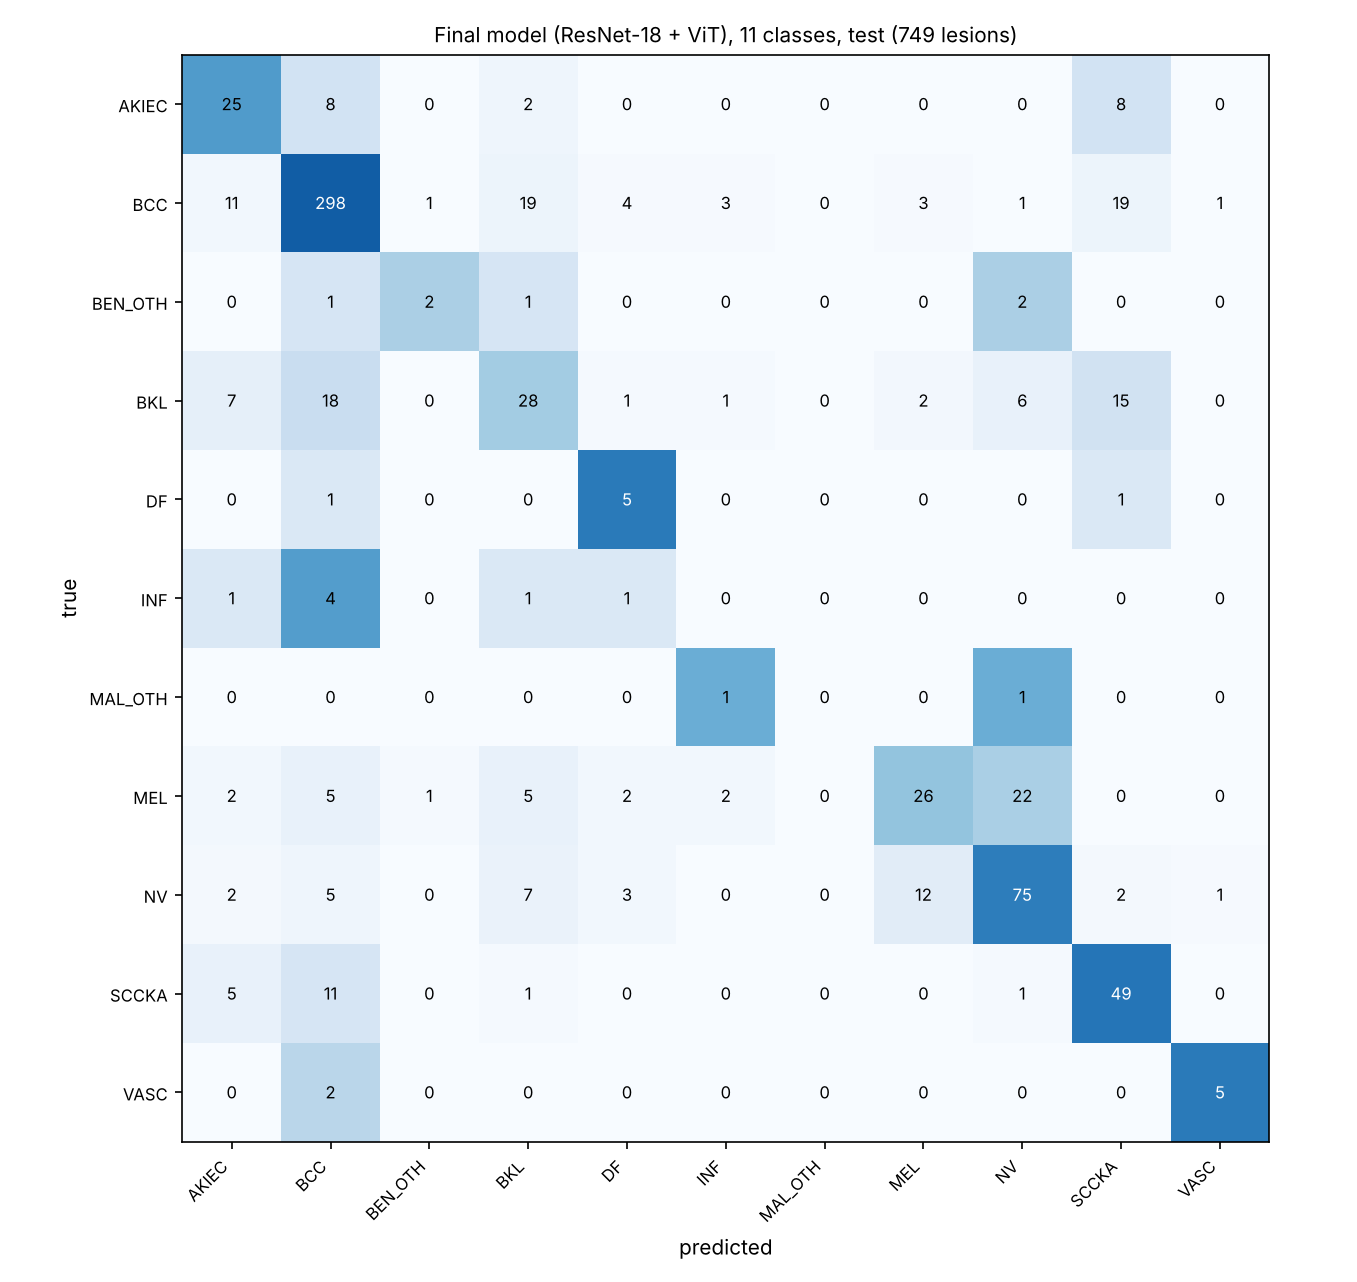 Final model (ResNet-18 + ViT), 11 classes, test (749 lesions)
AKIEC 25 8 0 2 0 0 0 0 0 8 0
BCC 11 298 1 19 4 3 0 3 1 19 1
BEN_OTH 0 1 2 1 0 0 0 0 2 0 0
BKL 7 18 0 28 1 1 0 2 6 15 0
DF 0 1 0 0 5 0 0 0 0 1 0
true
INF 1 4 0 1 1 0 0 0 0 0 0
MAL_OTH 0 0 0 0 0 1 0 0 1 0 0
MEL 2 5 1 5 2 2 0 26 22 0 0
NV 2 5 0 7 3 0 0 12 75 2 1
SCCKA 5 11 0 1 0 0 0 0 1 49 0
VASC 0 2 0 0 0 0 0 0 0 0 5
AKIEC BCC BEN_OTH BKL DF INF MAL_OTH MEL NV SCCKA VASC
predicted